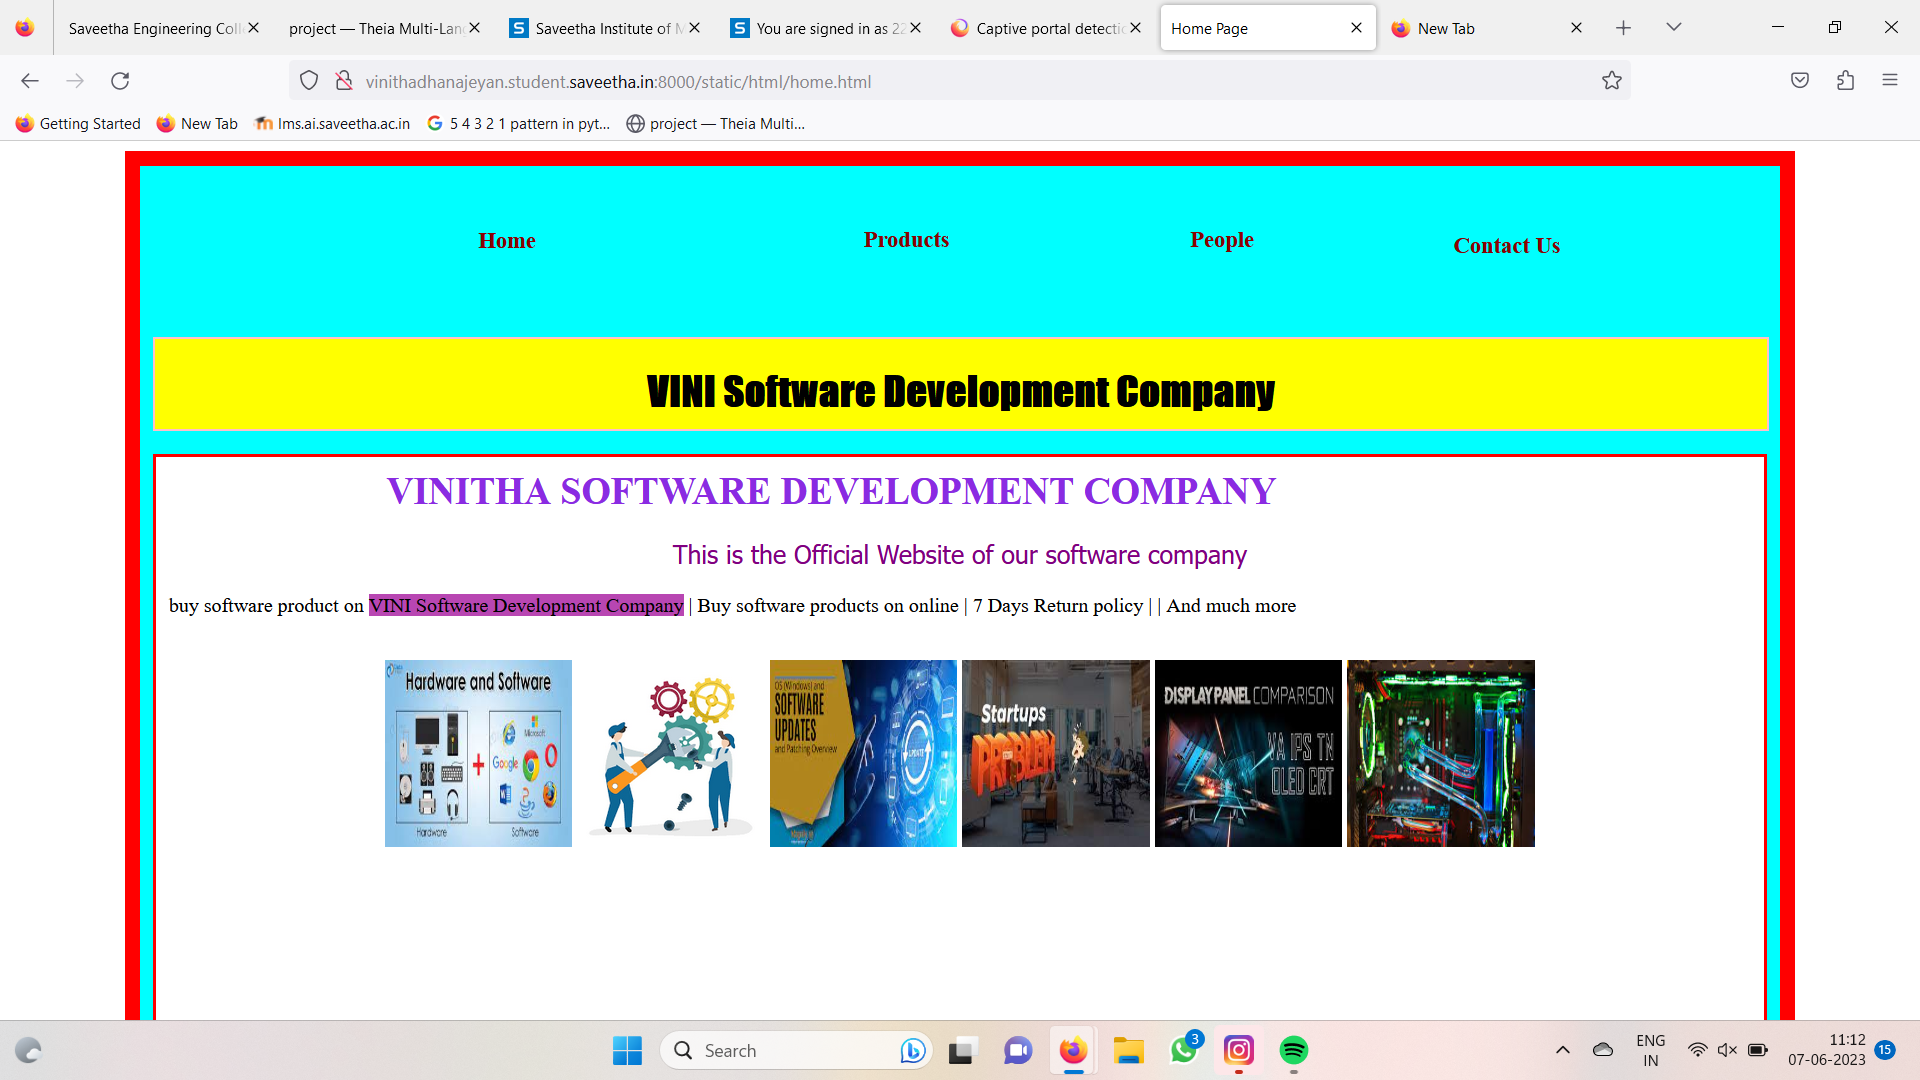 Saveetha Engineering Coll
project — Theia Multi-Lang
Saveetha Institute of M
You are signed in as 22
Captive portal detectio
Home Page
New Tab
vinithadhanajeyan.student.saveetha.in:8000/static/html/home.html
Getting Started
New Tab
lms.ai.saveetha.ac.in
5 4 3 2 1 pattern in pyt...
project — Theia Multi...
Home
Products
People
Contact Us
VINI Software Development Company
VINITHA SOFTWARE DEVELOPMENT COMPANY
This is the Official Website of our software company
buy software product on VINI Software Development Company | Buy software products on online | 7 Days Return policy | | And much more
Hardware and Software
Microsoft
Google
Hardware
Software
OS (Windows) and
SOFTWARE
UPDATES
and Patching Overview
UPDATE
Startups
PROBLEM
DISPLAY PANEL COMPARISON
VA IPS TN
OLED CRT
Search
3
ENG
IN
11:12
07-06-2023
15